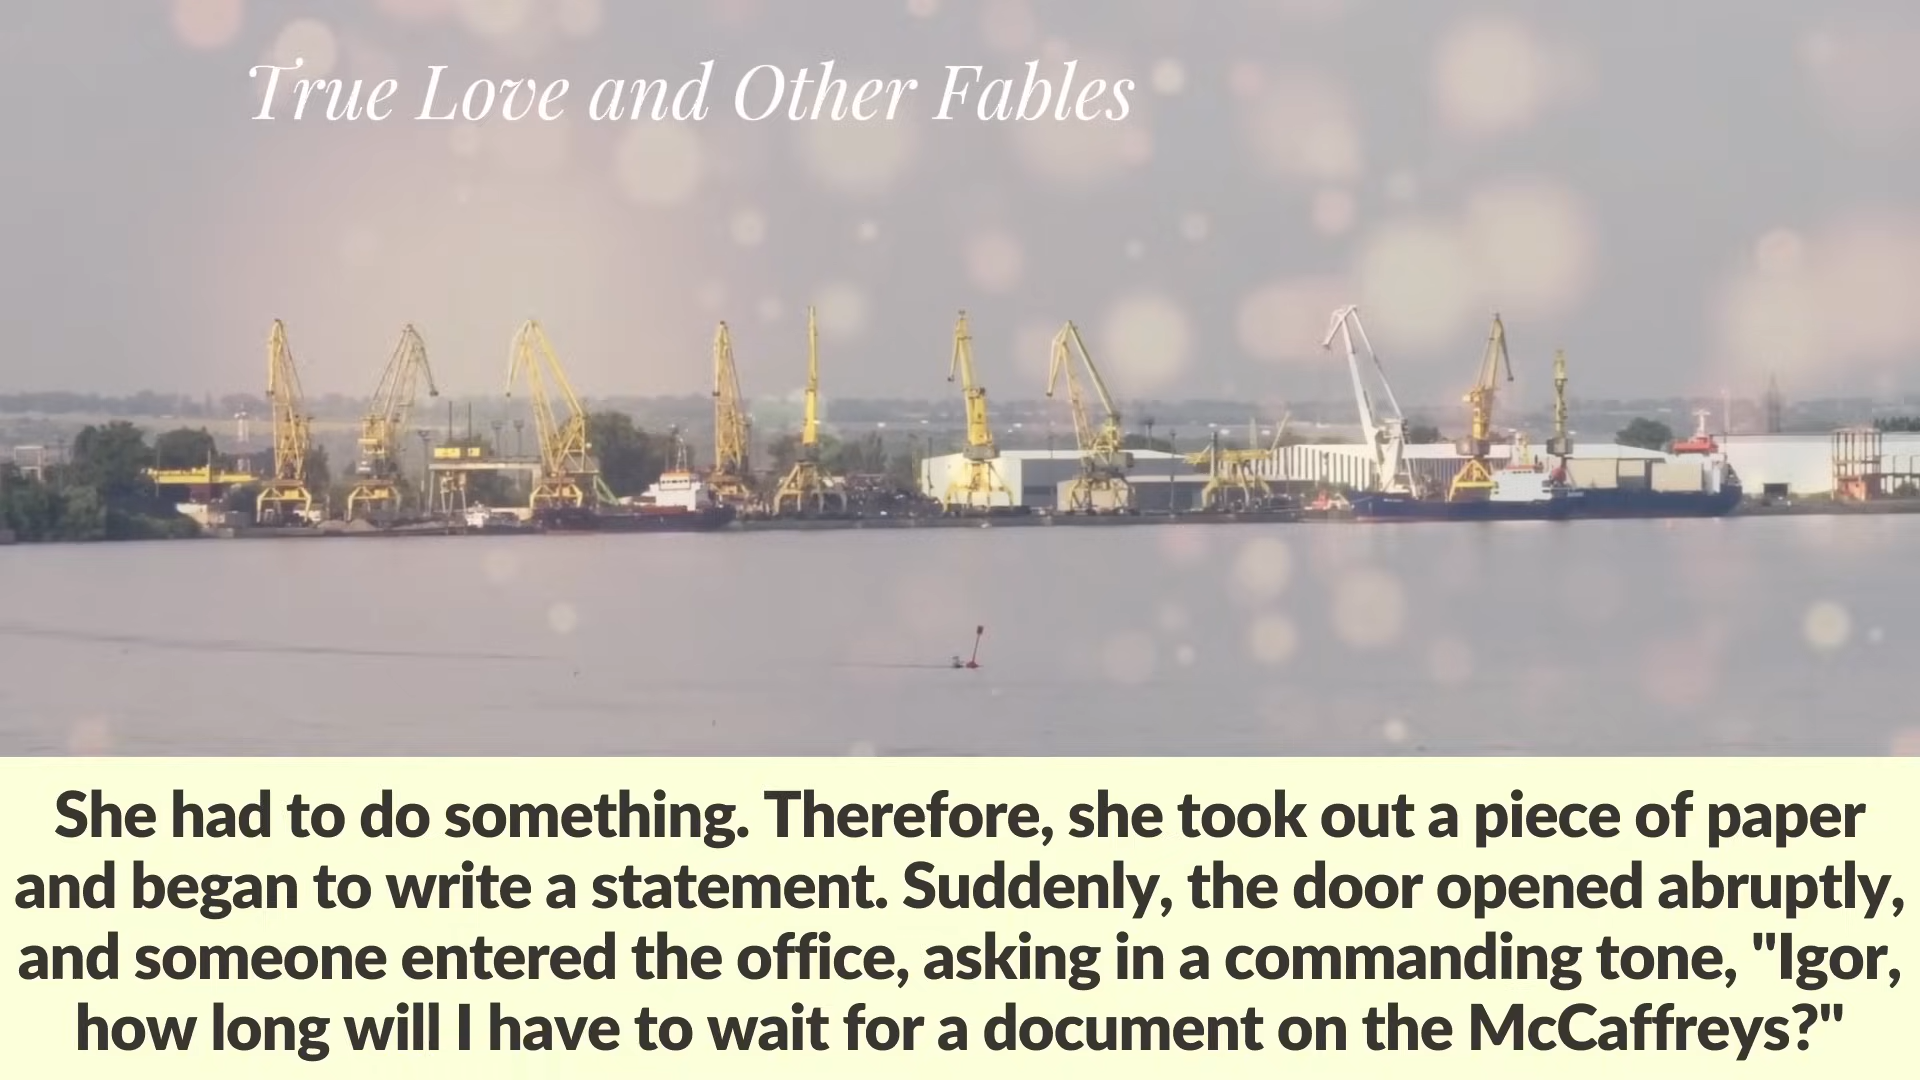 True Love and Other Fables
She had to do something. Therefore, she took out a piece of paper
and began to write a statement. Suddenly, the door opened abruptly,
and someone entered the office, asking in a commanding tone, "Igor,
how long will I have to wait for a document on the McCaffreys?"